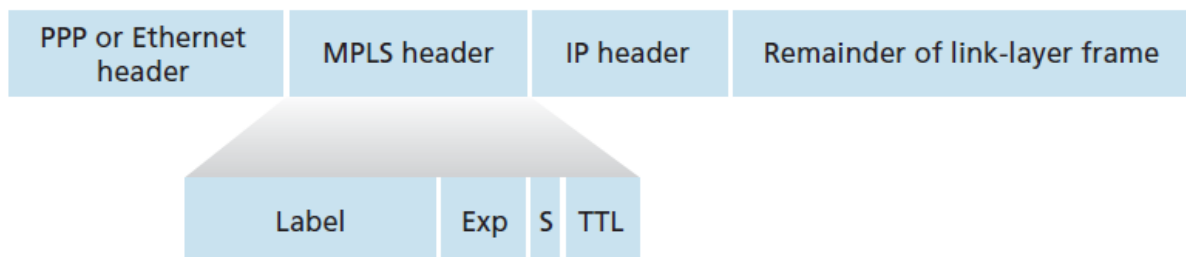 PPP or Ethernet
header
MPLS header
IP header
Remainder of link-layer frame
Label
Exp
S
TTL